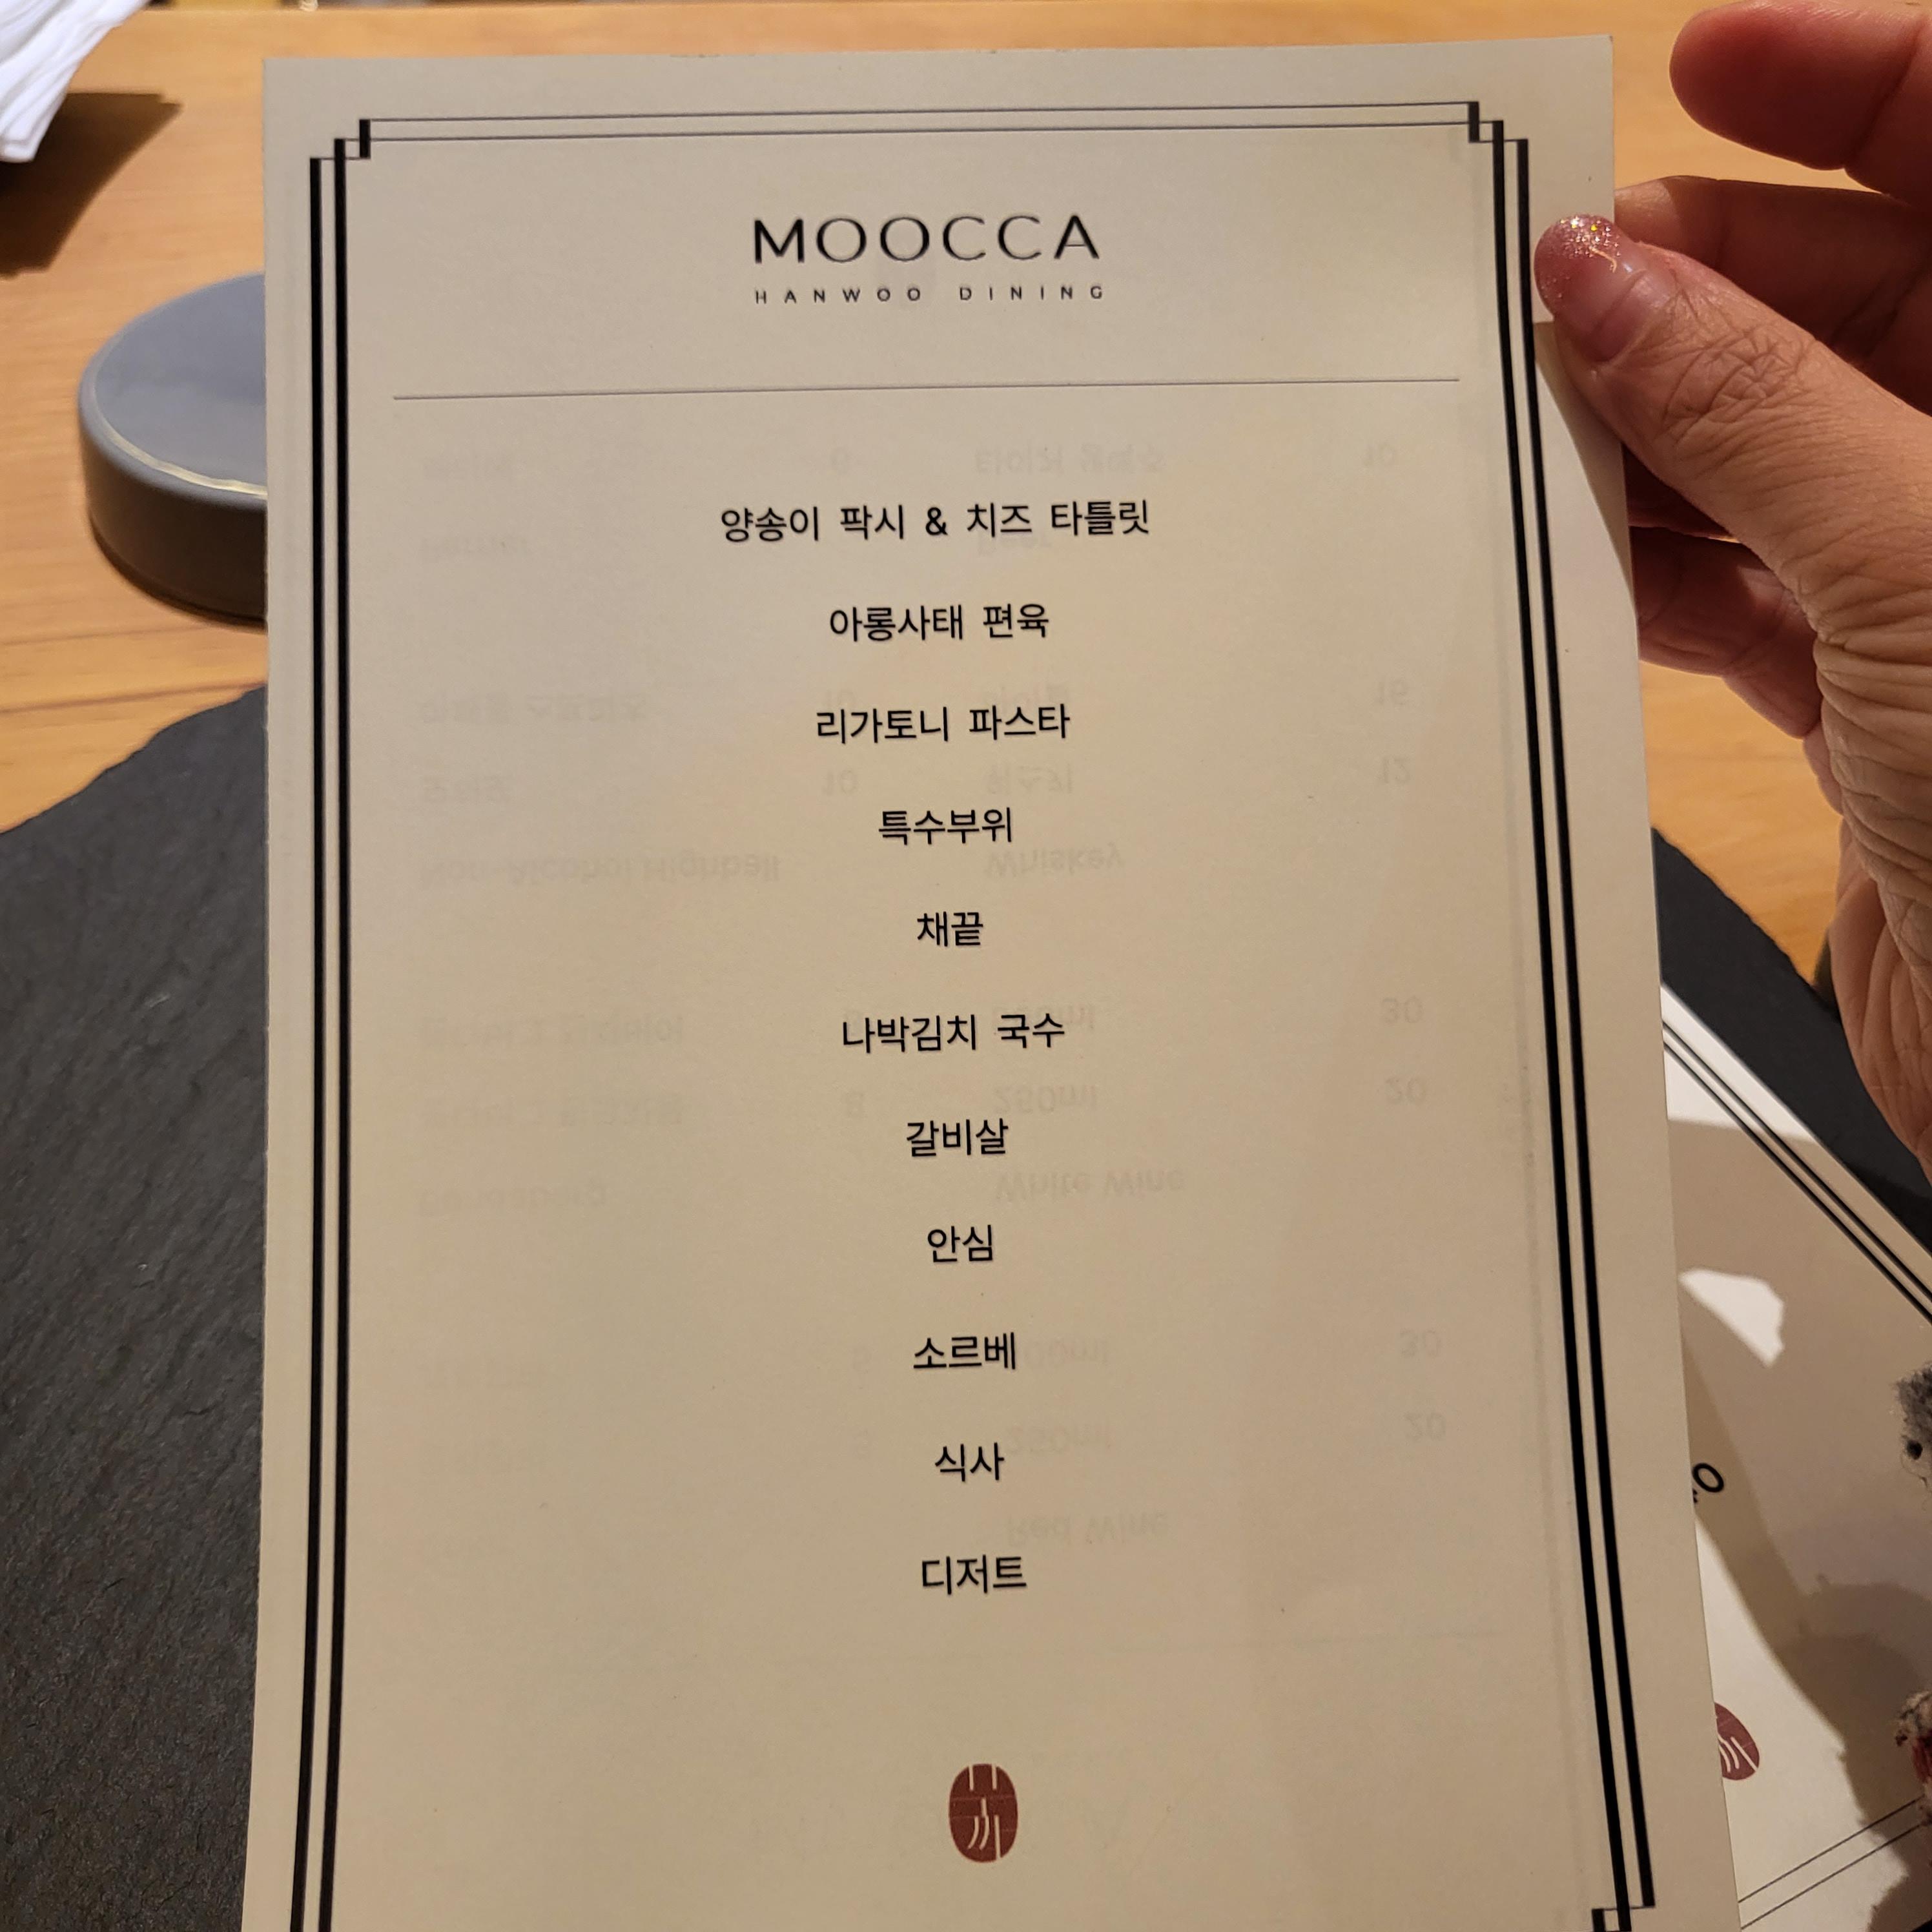 MOOCCA
HANWOO DINING
양송이 팍시 & 치즈 타틀릿
아롱사태 편육
리가토니 파스타
특수부위
채끝
나박김치 국수
갈비살
안심
소르베
식사
디저트